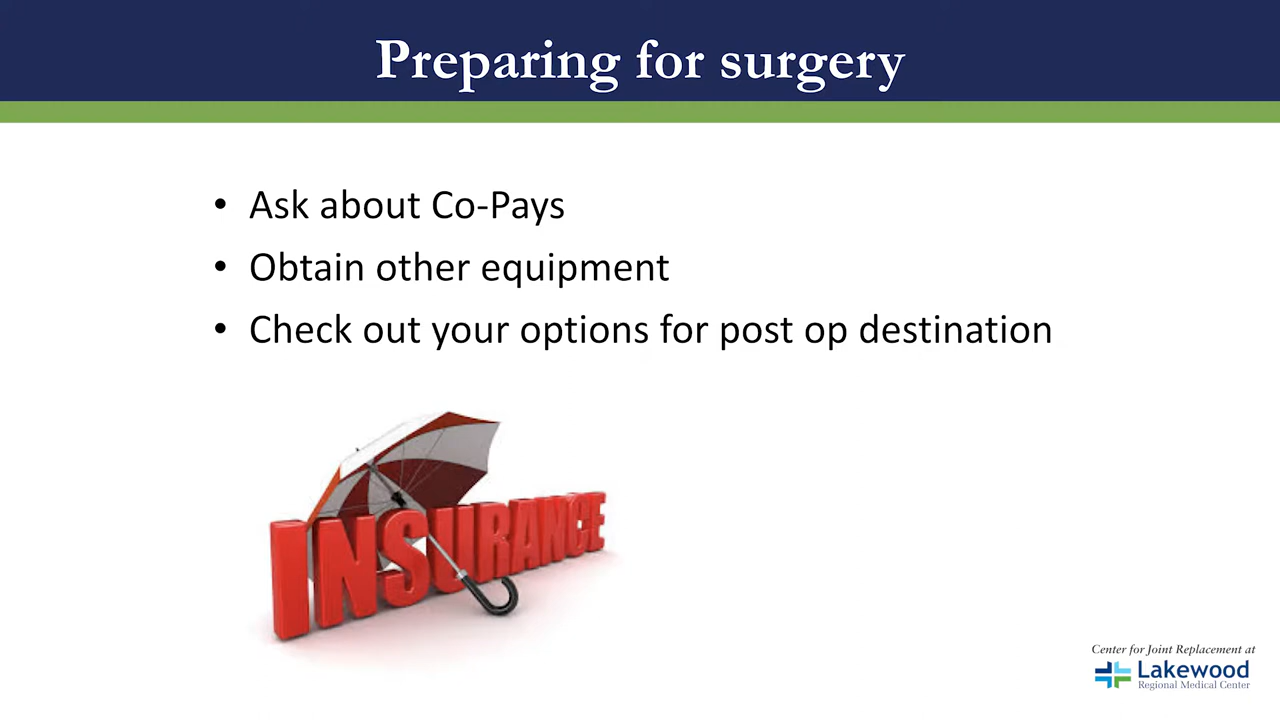 Preparing for surgery
• Ask about Co-Pays
• Obtain other equipment
• Check out your options for post op destination
INSURANCE
Center for Joint Replacement at
Lakewood
Regional Medical Center